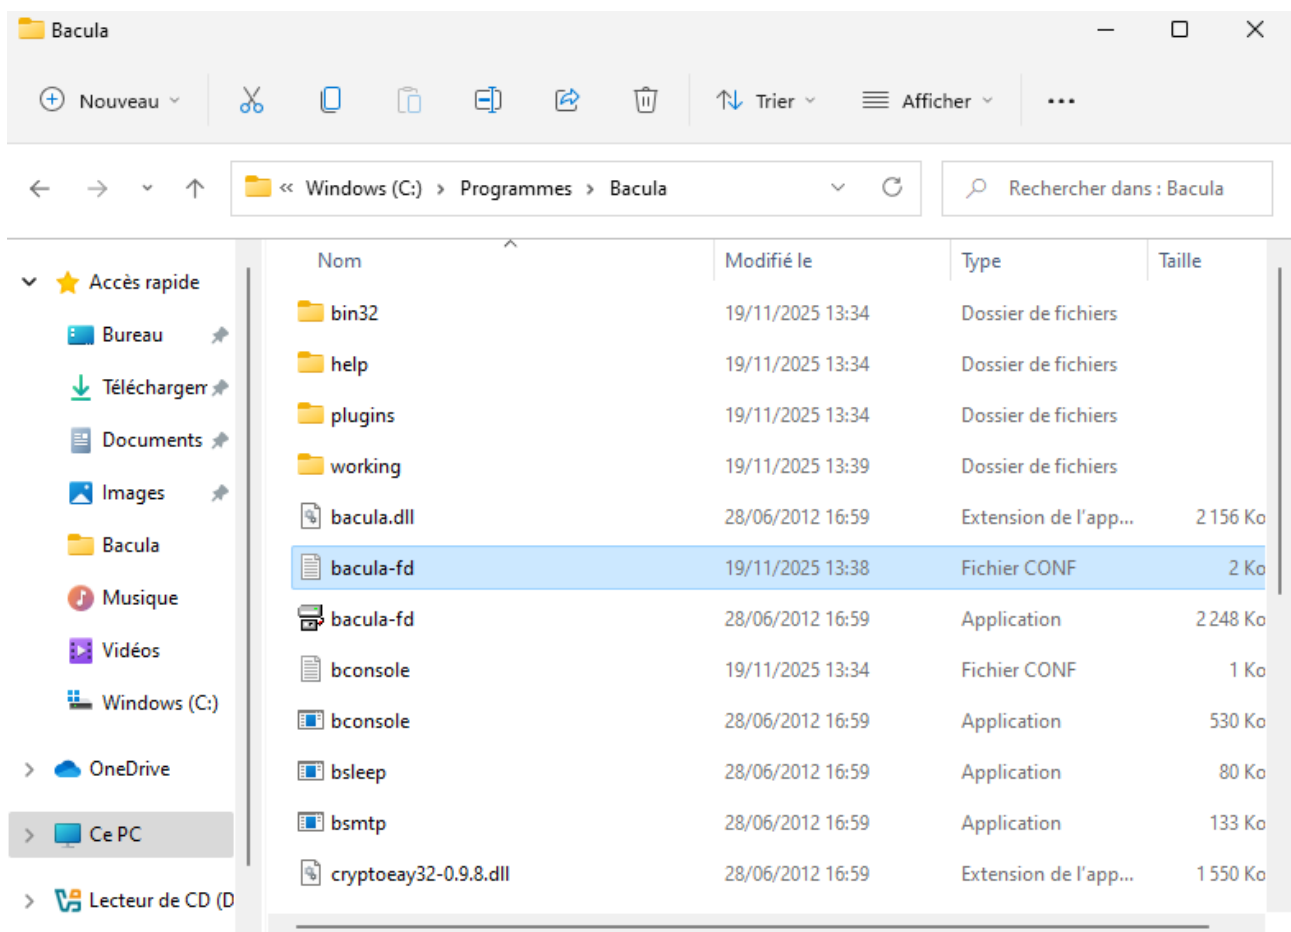 Bacula
Nouveau Trier Afficher
« Windows (C:) › Programmes › Bacula
Rechercher dans : Bacula
Accès rapide
Bureau
Téléchargem
Documents
Images
Bacula
Musique
Vidéos
Windows (C:)
OneDrive
Ce PC
Lecteur de CD (D
Nom Modifié le Type Taille
bin32 19/11/2025 13:34 Dossier de fichiers
help 19/11/2025 13:34 Dossier de fichiers
plugins 19/11/2025 13:34 Dossier de fichiers
working 19/11/2025 13:39 Dossier de fichiers
bacula.dll 28/06/2012 16:59 Extension de l'app... 2 156 Ko
bacula-fd 19/11/2025 13:38 Fichier CONF 2 Ko
bacula-fd 28/06/2012 16:59 Application 2 248 Ko
bconsole 19/11/2025 13:34 Fichier CONF 1 Ko
bconsole 28/06/2012 16:59 Application 530 Ko
bsleep 28/06/2012 16:59 Application 80 Ko
bsmtp 28/06/2012 16:59 Application 133 Ko
cryptoeay32-0.9.8.dll 28/06/2012 16:59 Extension de l'app... 1 550 Ko